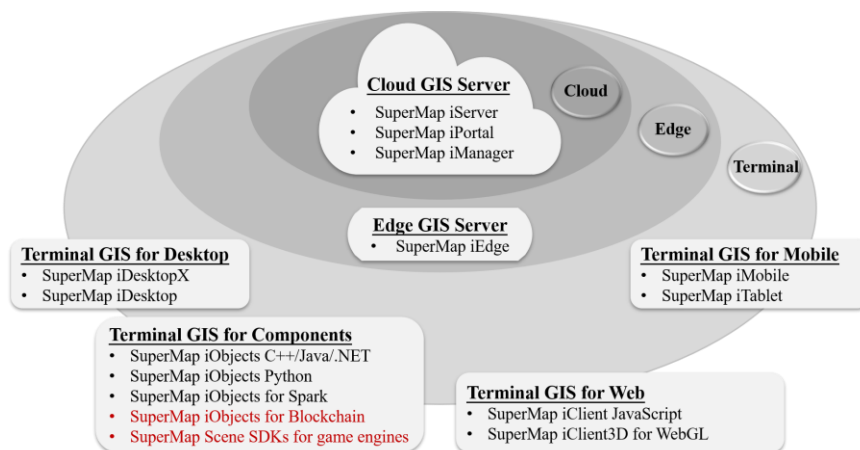 Cloud GIS Server
• SuperMap iServer
• SuperMap iPortal
• SuperMap iManager
Cloud
Edge
Terminal
Edge GIS Server
• SuperMap iEdge
Terminal GIS for Desktop
• SuperMap iDesktopX
• SuperMap iDesktop
Terminal GIS for Mobile
• SuperMap iMobile
• SuperMap iTablet
Terminal GIS for Components
• SuperMap iObjects C++/Java/.NET
• SuperMap iObjects Python
• SuperMap iObjects for Spark
• SuperMap iObjects for Blockchain
• SuperMap Scene SDKs for game engines
Terminal GIS for Web
• SuperMap iClient JavaScript
• SuperMap iClient3D for WebGL